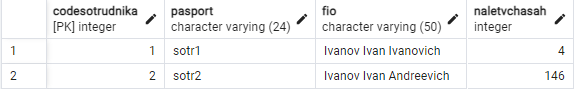 codesotrudnika pasport fio naletvchasah
[PK] integer character varying (24) character varying (50) integer
1 1 sotr1 Ivanov Ivan Ivanovich 4
2 2 sotr2 Ivanov Ivan Andreevich 146